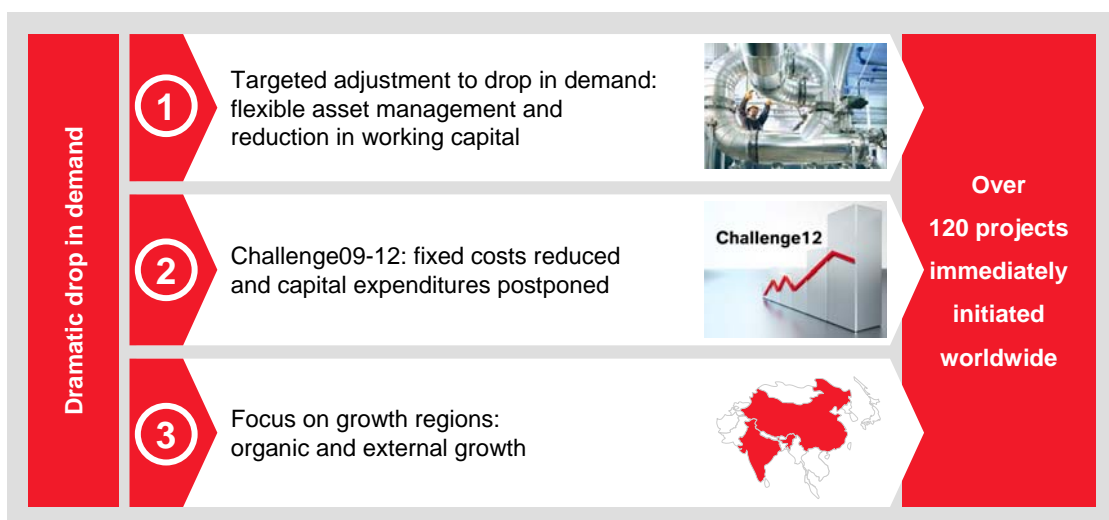 Dramatic drop in demand
1
Targeted adjustment to drop in demand:
flexible asset management and
reduction in working capital
2
Challenge09-12: fixed costs reduced
and capital expenditures postponed
Challenge12
3
Focus on growth regions:
organic and external growth
Over
120 projects
immediately
initiated
worldwide